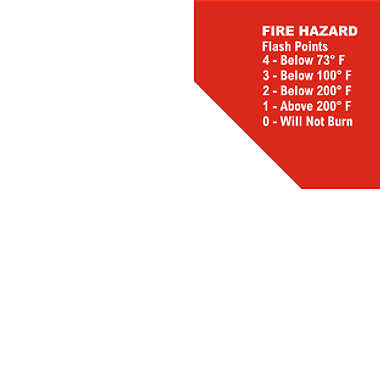 FIRE HAZARD
Flash Points
4 - Below 73° F
3 - Below 100° F
2 - Below 200° F
1 - Above 200° F
0 - Will Not Burn